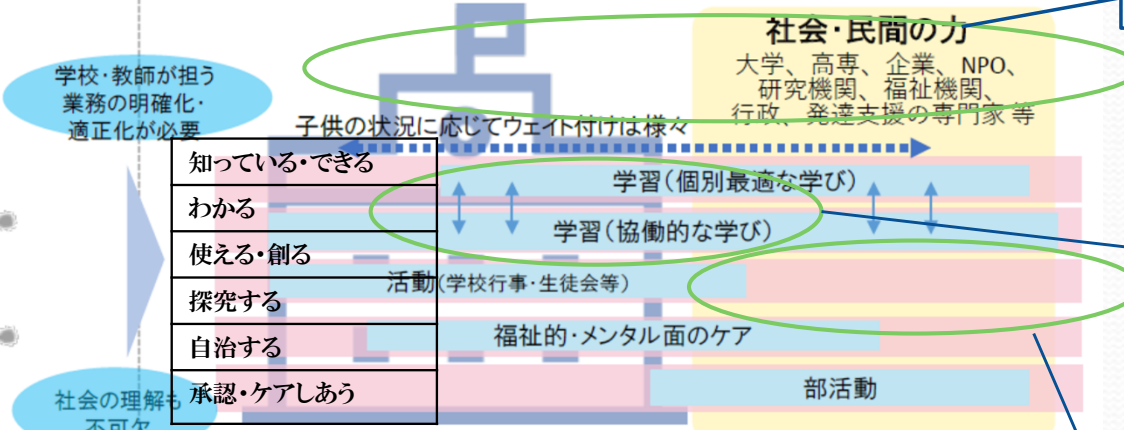 社会・民間の力
大学、高専、企業、NPO、
研究機関、福祉機関、
行政、発達支援の専門家 等
学校・教師が担う
業務の明確化・
適正化が必要
子供の状況に応じてウェイト付けは様々
知っている・できる
わかる
使える・創る
探究する
自治する
承認・ケアしあう
学習(個別最適な学び)
学習(協働的な学び)
活動(学校行事・生徒会等)
福祉的・メンタル面のケア
部活動
社会の理解も
不可欠